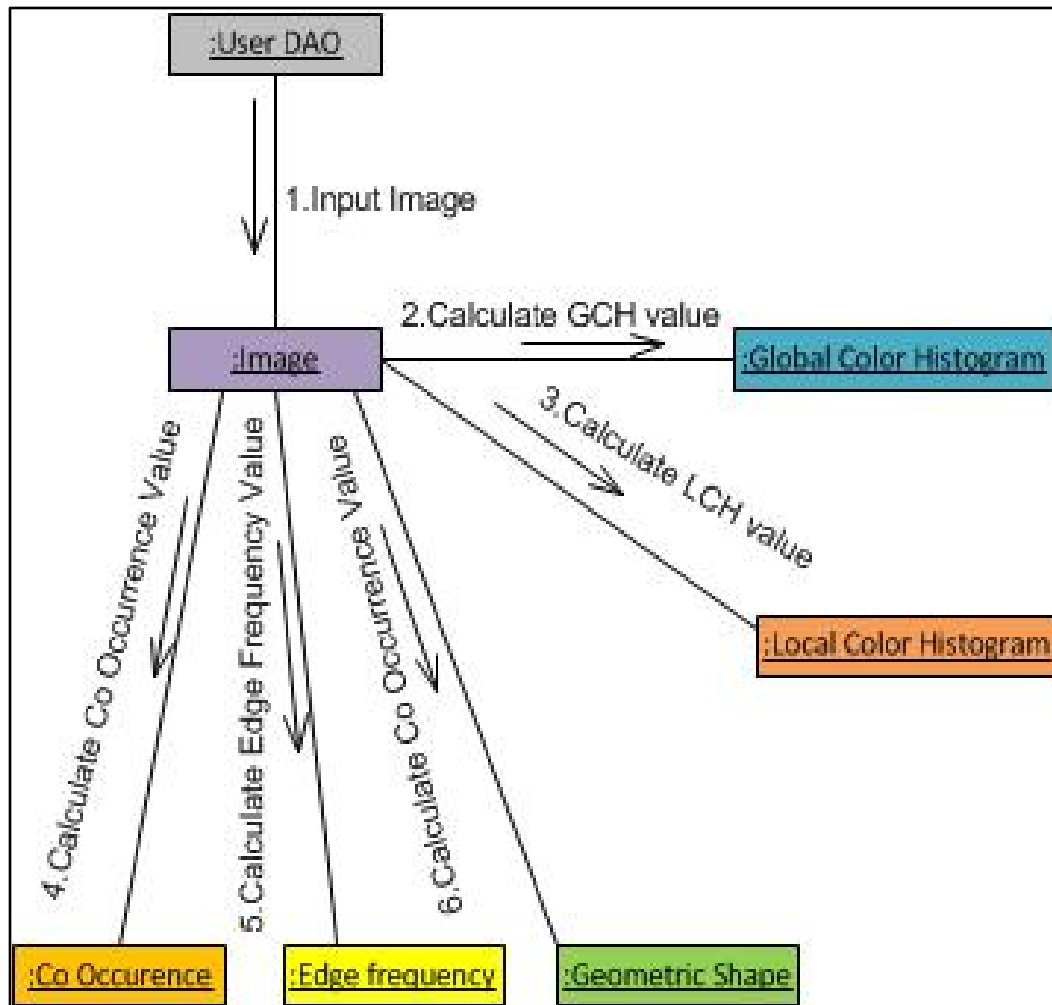 :User DAO
1.Input Image
2.Calculate GCH value
:Image
:Global Color Histogram
3.Calculate LCH value
:Local Color Histogram
4.Calculate Co Occurrence Value
5.Calculate Edge Frequency Value
6.Calculate Co Occurrence Value
:Co Occurence
:Edge frequency
:Geometric Shape